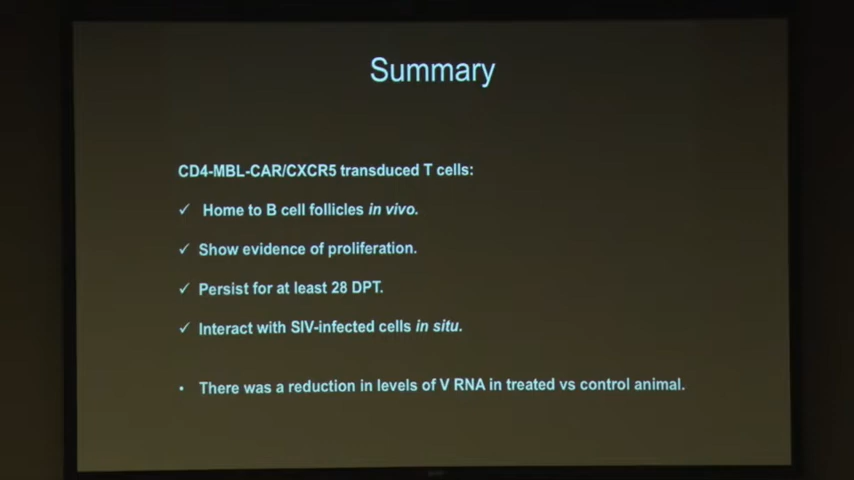 Summary
CD4-MBL-CAR/CXCR5 transduced T cells:
✓ Home to B cell follicles in vivo.
✓ Show evidence of proliferation.
✓ Persist for at least 28 DPT.
✓ Interact with SIV-infected cells in situ.
• There was a reduction in levels of V RNA in treated vs control animal.